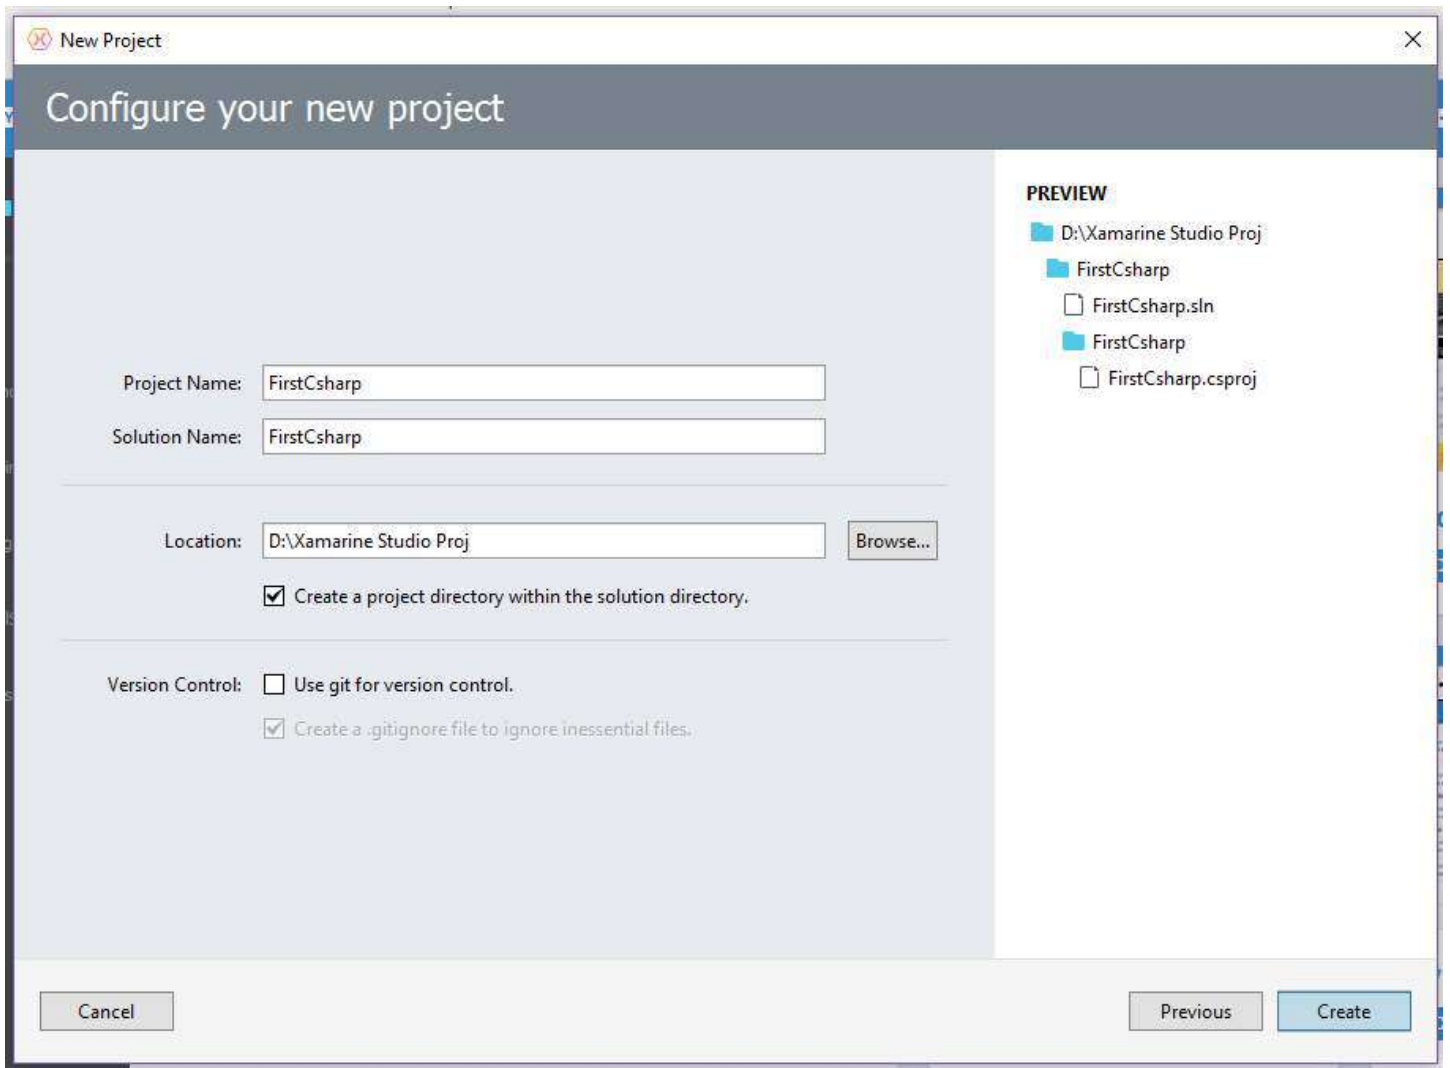 New Project
Configure your new project
PREVIEW
D:\Xamarine Studio Proj
FirstCsharp
FirstCsharp.sln
FirstCsharp
FirstCsharp.csproj
Project Name: FirstCsharp
Solution Name: FirstCsharp
Location: D:\Xamarine Studio Proj Browse...
Create a project directory within the solution directory.
Version Control: Use git for version control.
Create a .gitignore file to ignore inessential files.
Cancel Previous Create